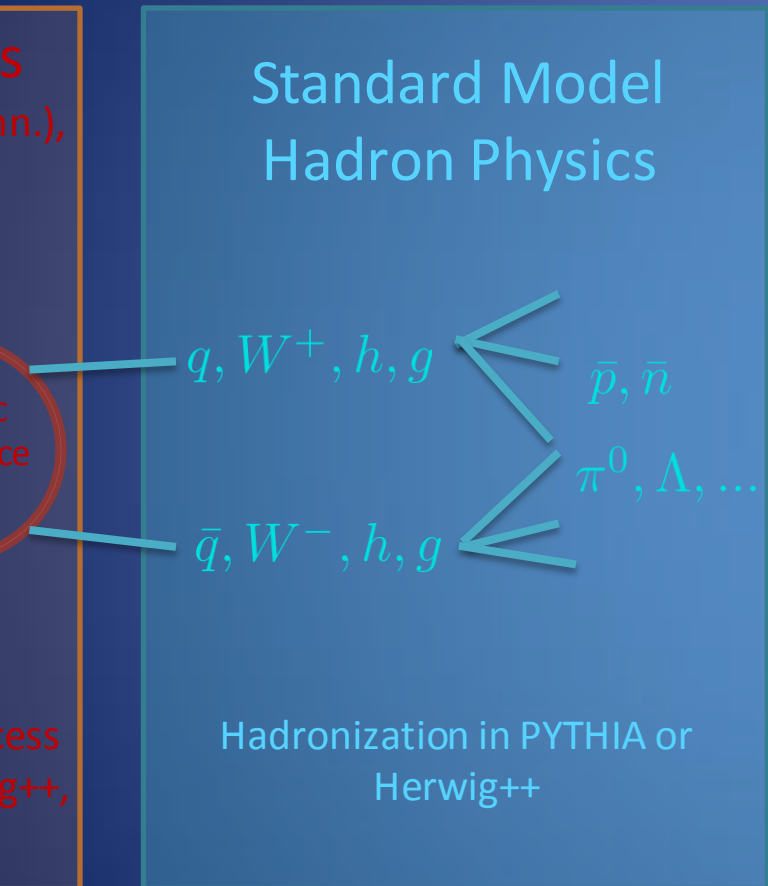 Standard Model
Hadron Physics
q, W⁺, h, g
p̄, n̄
π⁰, Λ, ...
q̄, W⁻, h, g
Hadronization in PYTHIA or
Herwig++